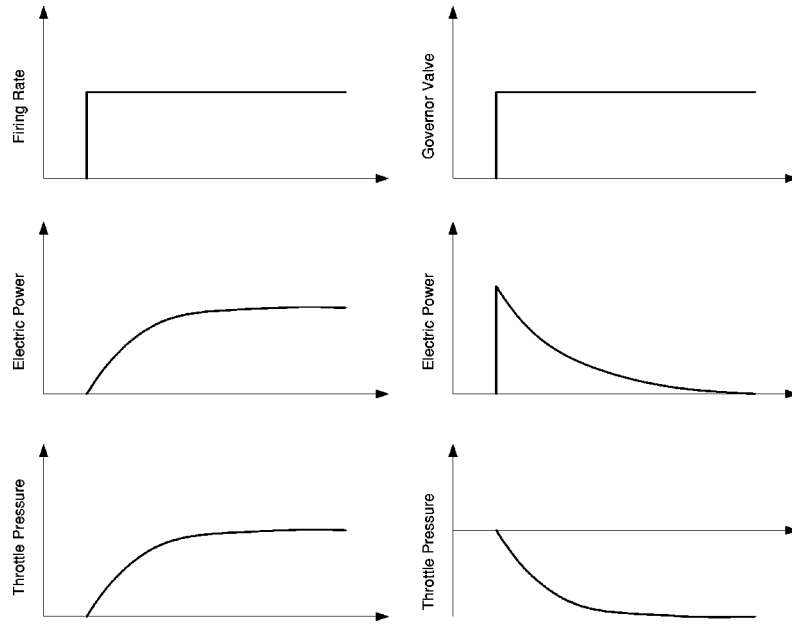 Firing Rate
Governor Valve
Electric Power
Electric Power
Throttle Pressure
Throttle Pressure